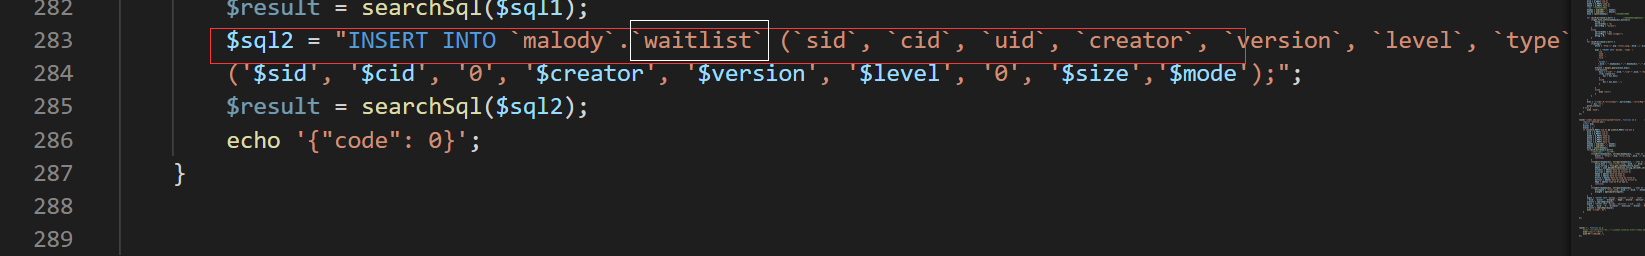 282 $result = searchSql($sql1);
283 $sql2 = "INSERT INTO `malody`.`waitlist` (`sid`, `cid`, `uid`, `creator`, `version`, `level`, `type`
284 ('$sid', '$cid', '0', '$creator', '$version', '$level', '0', '$size','$mode');";
285 $result = searchSql($sql2);
286 echo '{"code": 0}';
287 }
288
289